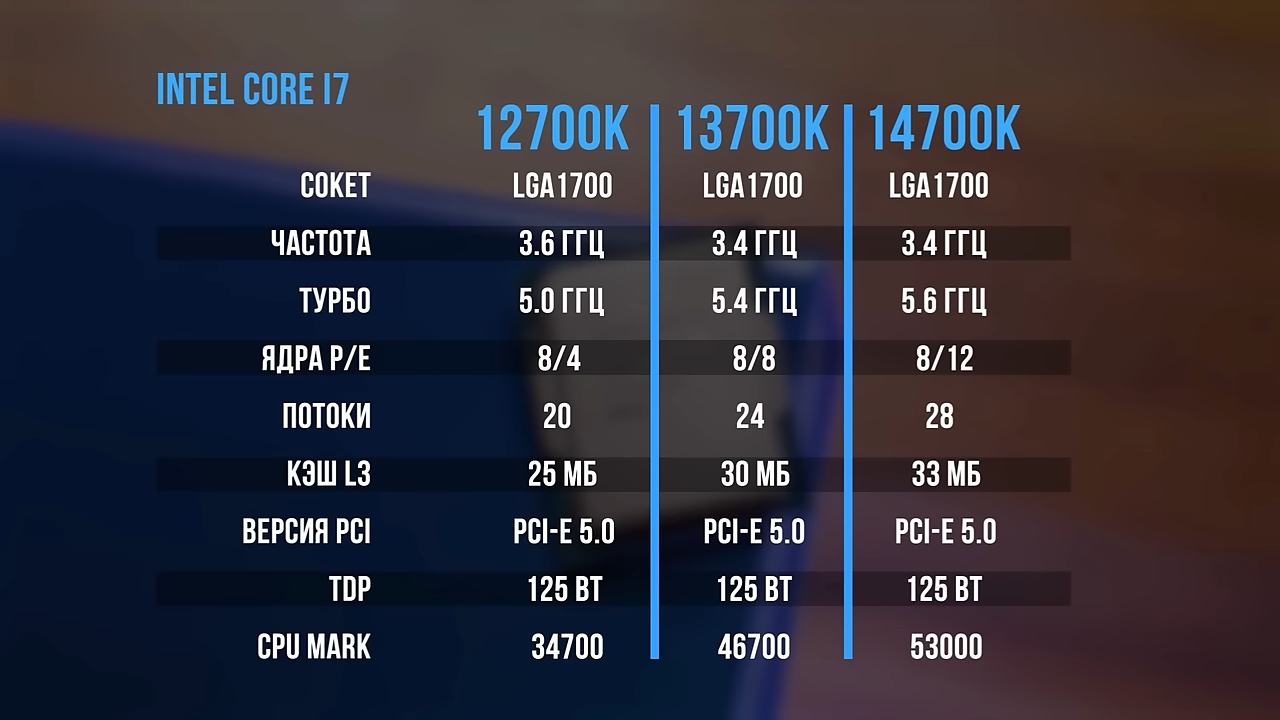 INTEL CORE I7
12700K 13700K 14700K
СОКЕТ LGA1700 LGA1700 LGA1700
ЧАСТОТА 3.6 ГГЦ 3.4 ГГЦ 3.4 ГГЦ
ТУРБО 5.0 ГГЦ 5.4 ГГЦ 5.6 ГГЦ
ЯДРА P/E 8/4 8/8 8/12
ПОТОКИ 20 24 28
КЭШ L3 25 МБ 30 МБ 33 МБ
ВЕРСИЯ PCI PCI-E 5.0 PCI-E 5.0 PCI-E 5.0
TDP 125 ВТ 125 ВТ 125 ВТ
CPU MARK 34700 46700 53000